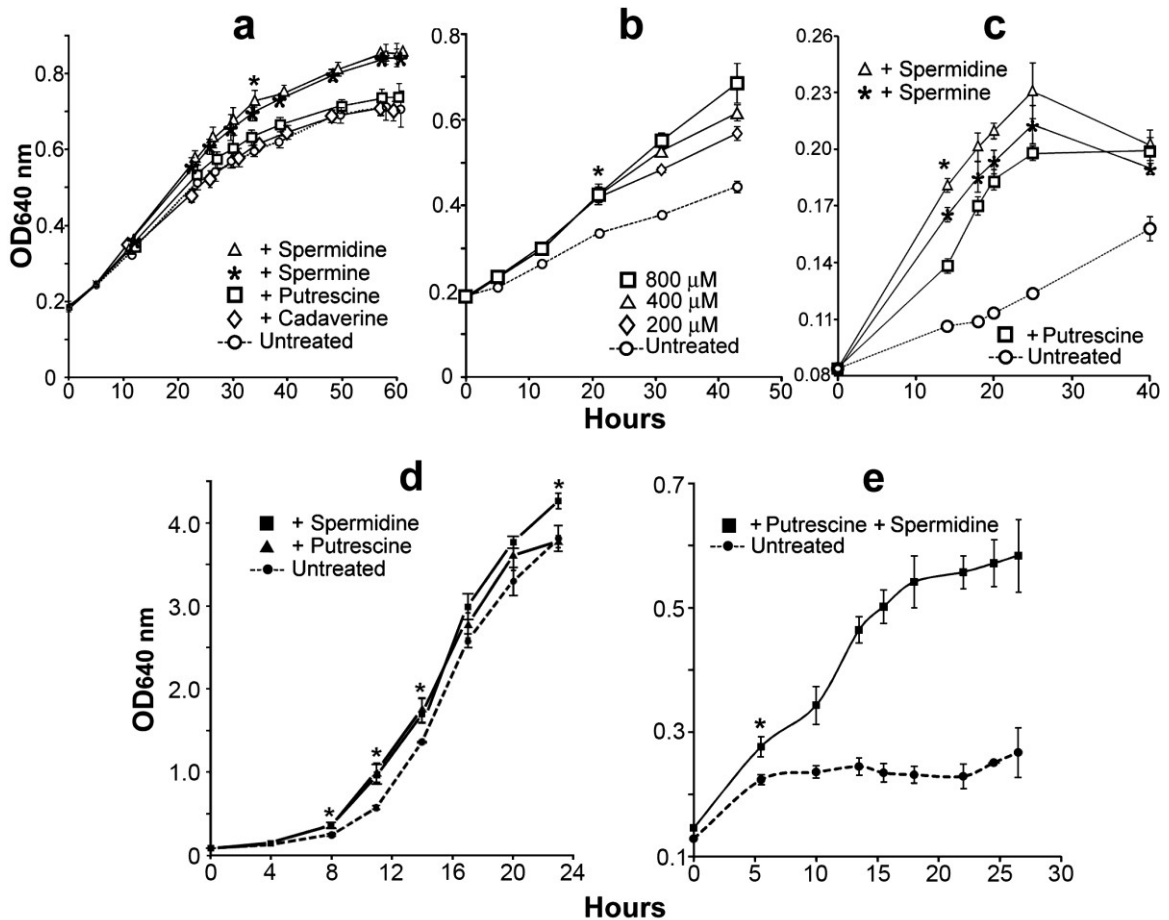 a
b
c
OD640 nm
0.8
0.6
0.4
0.2
0
0 10 20 30 40 50 60
*
+ Spermidine
+ Spermine
+ Putrescine
+ Cadaverine
Untreated
0.8
0.6
0.4
0.2
0
0 10 20 30 40 50
*
800 μM
400 μM
200 μM
Untreated
0.26
0.23
0.20
0.17
0.14
0.11
0.08
0 10 20 30 40
+ Spermidine
+ Spermine
*
+ Putrescine
Untreated
Hours
d
e
OD640 nm
4.0
3.0
2.0
1.0
0
0 4 8 12 16 20 24
+ Spermidine
+ Putrescine
Untreated
*
*
*
*
0.7
0.5
0.3
0.1
0 5 10 15 20 25 30
+ Putrescine + Spermidine
Untreated
*
Hours